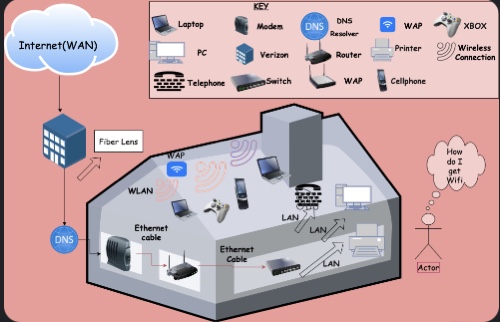 KEY
Laptop
Modem
DNS
Resolver
DNS
WAP
XBOX
PC
Verizon
Router
Printer
Wireless
Connection
Telephone
Switch
WAP
Cellphone
Internet(WAN)
Fiber Lens
WAP
WLAN
How
do I
get
Wifi
DNS
Ethernet
cable
Ethernet
Cable
LAN
LAN
LAN
Actor